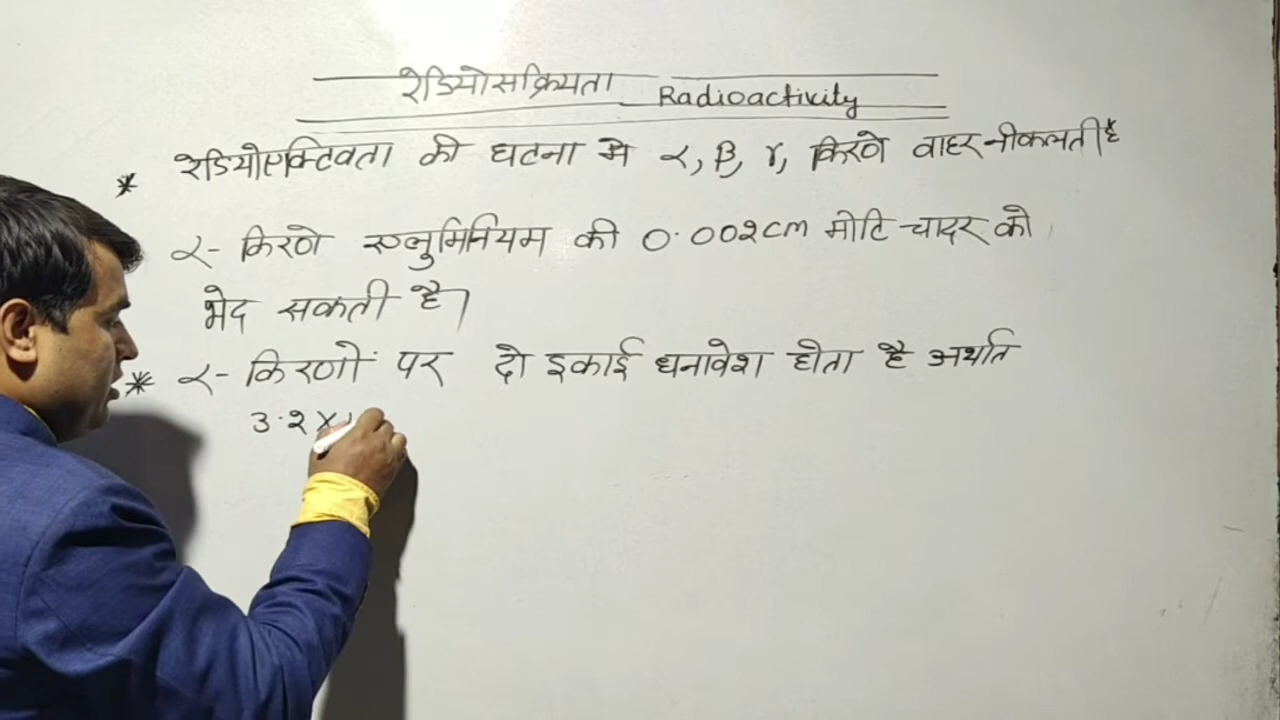 रेडियोसक्रियता Radioactivity
* रेडियोएक्टिवता की घटना मे α, β, γ, किरणे वाहर नीकलती है
α- किरणे एलुमिनियम की 0.002cm मोटि चादर को
भेद सकती है।
* α- किरणों पर दो इकाई धनावेश होता है अर्थात
3.2 x